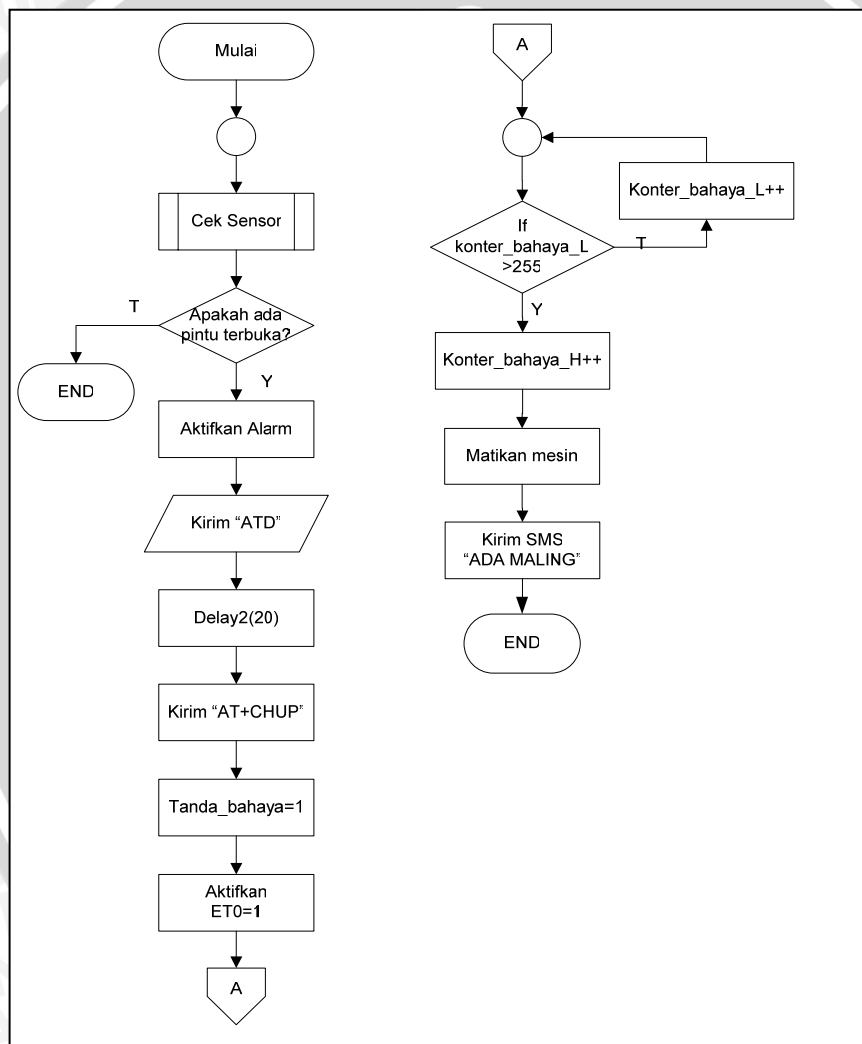 Mulai
Cek Sensor
Apakah ada
pintu terbuka?
T
END
Y
Aktifkan Alarm
Kirim “ATD”
Delay2(20)
Kirim “AT+CHUP”
Tanda_bahaya=1
Aktifkan
ET0=1
A
A
Konter_bahaya_L++
If
konter_bahaya_L
>255
T
Y
Konter_bahaya_H++
Matikan mesin
Kirim SMS
“ADA MALING”
END